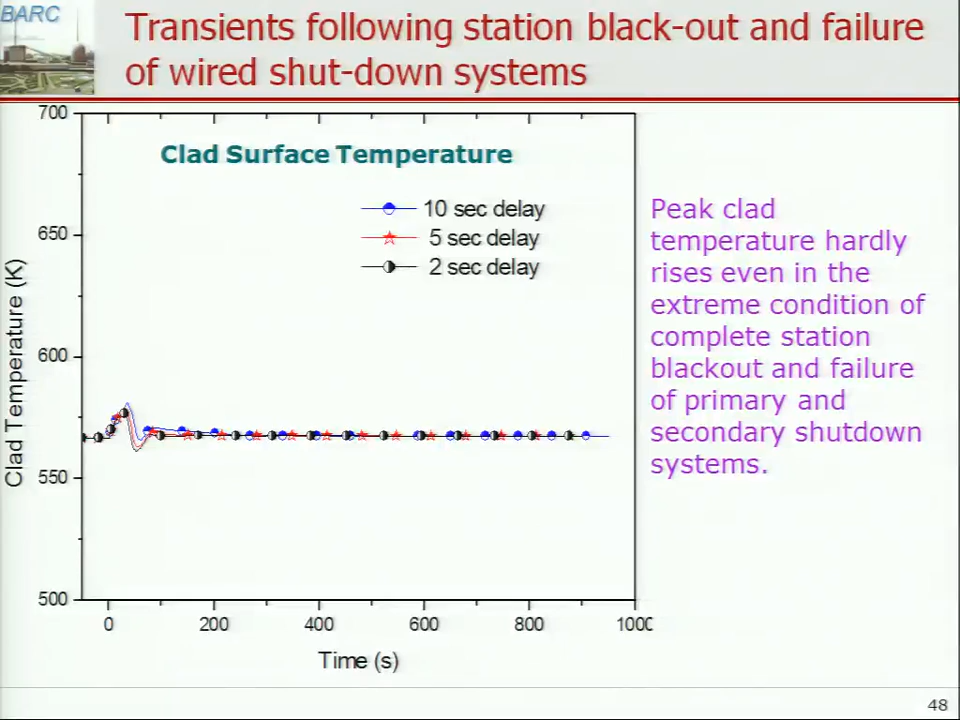 BARC
Transients following station black-out and failure
of wired shut-down systems
Clad Surface Temperature
10 sec delay
5 sec delay
2 sec delay
Peak clad
temperature hardly
rises even in the
extreme condition of
complete station
blackout and failure
of primary and
secondary shutdown
systems.
Clad Temperature (K)
700
650
600
550
500
0 200 400 600 800 1000
Time (s)
48